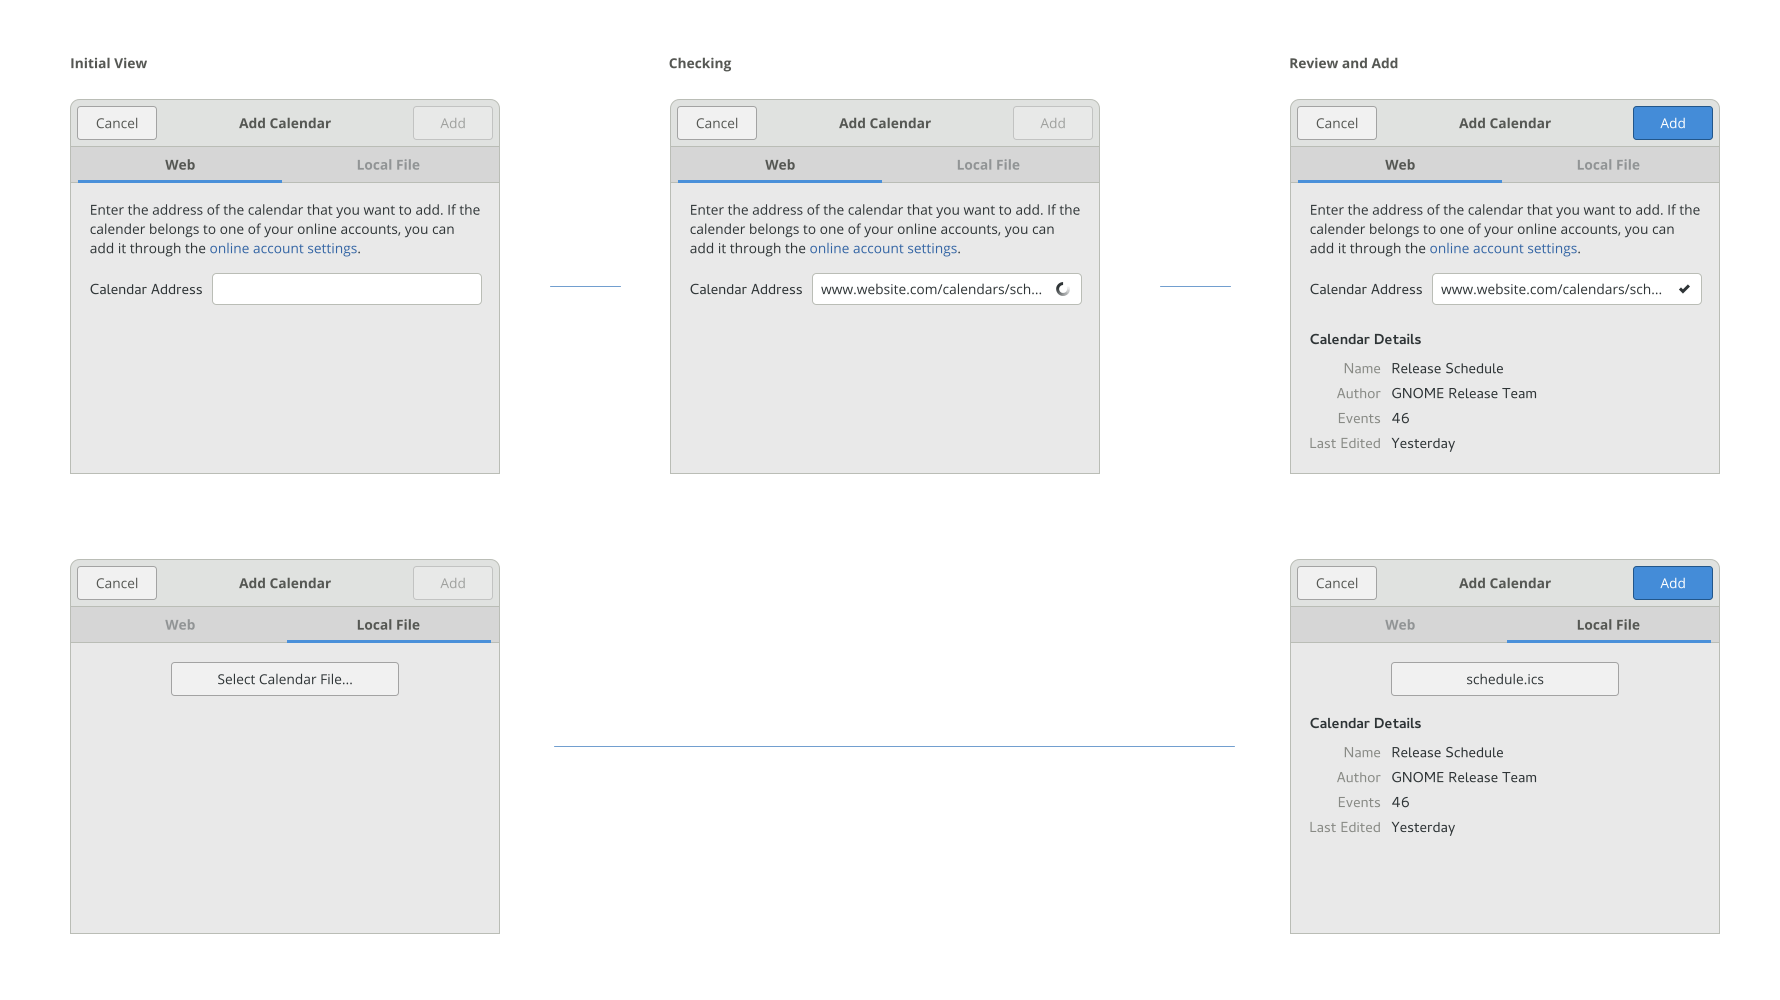 Initial View
Checking
Review and Add
Cancel
Add Calendar
Add
Web
Local File
Enter the address of the calendar that you want to add. If the
calender belongs to one of your online accounts, you can
add it through the online account settings.
Calendar Address
Cancel
Add Calendar
Add
Web
Local File
Enter the address of the calendar that you want to add. If the
calender belongs to one of your online accounts, you can
add it through the online account settings.
Calendar Address www.website.com/calendars/sch...
Cancel
Add Calendar
Add
Web
Local File
Enter the address of the calendar that you want to add. If the
calender belongs to one of your online accounts, you can
add it through the online account settings.
Calendar Address www.website.com/calendars/sch...
Calendar Details
Name Release Schedule
Author GNOME Release Team
Events 46
Last Edited Yesterday
Cancel
Add Calendar
Add
Web
Local File
Select Calendar File...
Cancel
Add Calendar
Add
Web
Local File
schedule.ics
Calendar Details
Name Release Schedule
Author GNOME Release Team
Events 46
Last Edited Yesterday